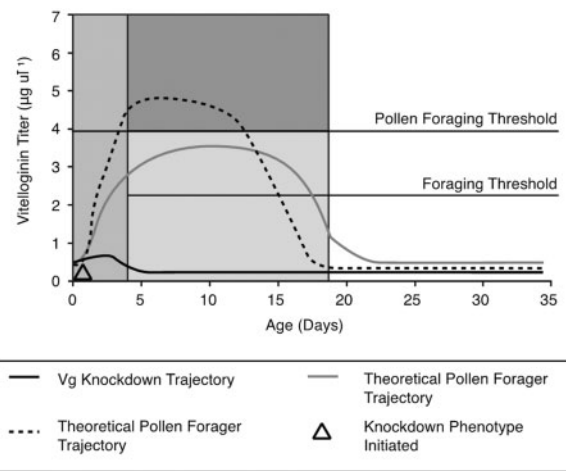 7
6
5
4
3
2
1
0
Vitelloginin Titer (µg ul⁻¹)
Pollen Foraging Threshold
Foraging Threshold
0 5 10 15 20 25 30 35
Age (Days)
Vg Knockdown Trajectory
Theoretical Pollen Forager
Trajectory
Theoretical Pollen Forager
Trajectory
Knockdown Phenotype
Initiated